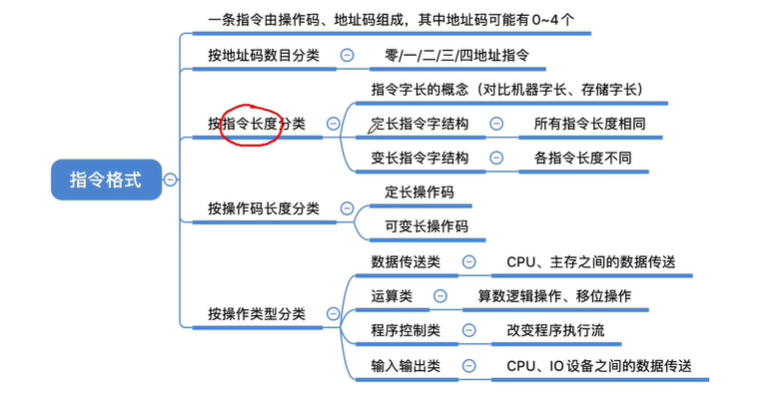 一条指令由操作码、地址码组成，其中地址码可能有0~4个
按地址码数目分类
零/一/二/三/四地址指令
指令字长的概念（对比机器字长、存储字长）
按指令长度分类
定长指令字结构
所有指令长度相同
变长指令字结构
各指令长度不同
指令格式
定长操作码
按操作码长度分类
可变长操作码
数据传送类
CPU、主存之间的数据传送
运算类
算数逻辑操作、移位操作
按操作类型分类
程序控制类
改变程序执行流
输入输出类
CPU、IO设备之间的数据传送